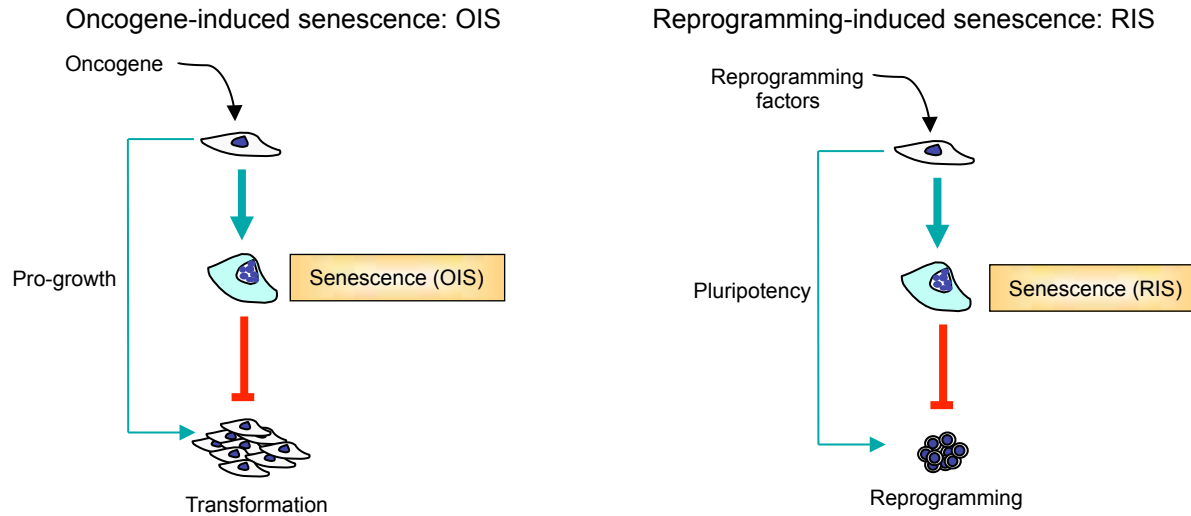 Oncogene-induced senescence: OIS
Oncogene
Pro-growth
Senescence (OIS)
Transformation
Reprogramming-induced senescence: RIS
Reprogramming
factors
Pluripotency
Senescence (RIS)
Reprogramming